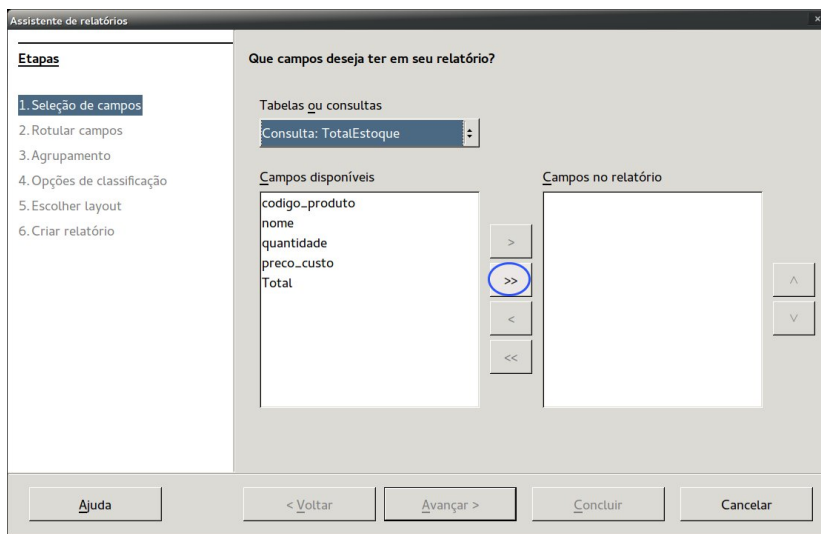 Assistente de relatórios
×
Etapas
1. Seleção de campos
2. Rotular campos
3. Agrupamento
4. Opções de classificação
5. Escolher layout
6. Criar relatório
Que campos deseja ter em seu relatório?
Tabelas ou consultas
Consulta: TotalEstoque
Campos disponíveis
codigo_produto
nome
quantidade
preco_custo
Total
>
>>
<
<<
Campos no relatório
Ajuda
< Voltar
Avançar >
Concluir
Cancelar